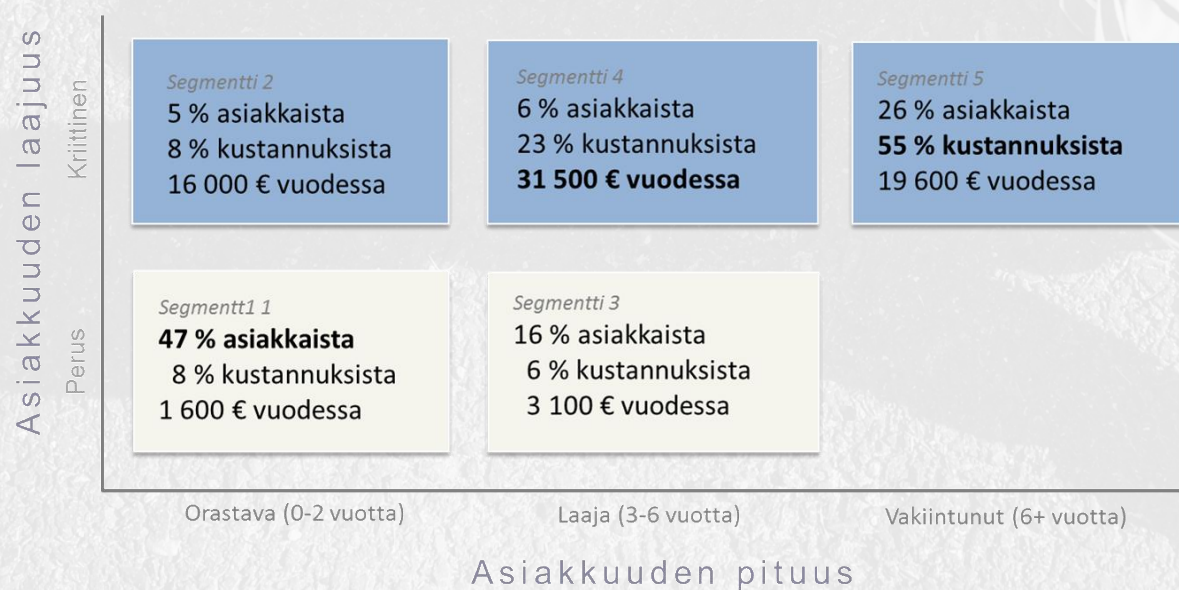 Asiakkuuden laajuus
Kriittinen
Perus
Segmentti 2
5 % asiakkaista
8 % kustannuksista
16 000 € vuodessa
Segmentti 4
6 % asiakkaista
23 % kustannuksista
31 500 € vuodessa
Segmentti 5
26 % asiakkaista
55 % kustannuksista
19 600 € vuodessa
Segmentt1 1
47 % asiakkaista
8 % kustannuksista
1 600 € vuodessa
Segmentti 3
16 % asiakkaista
6 % kustannuksista
3 100 € vuodessa
Orastava (0-2 vuotta)
Laaja (3-6 vuotta)
Vakiintunut (6+ vuotta)
Asiakkuuden pituus